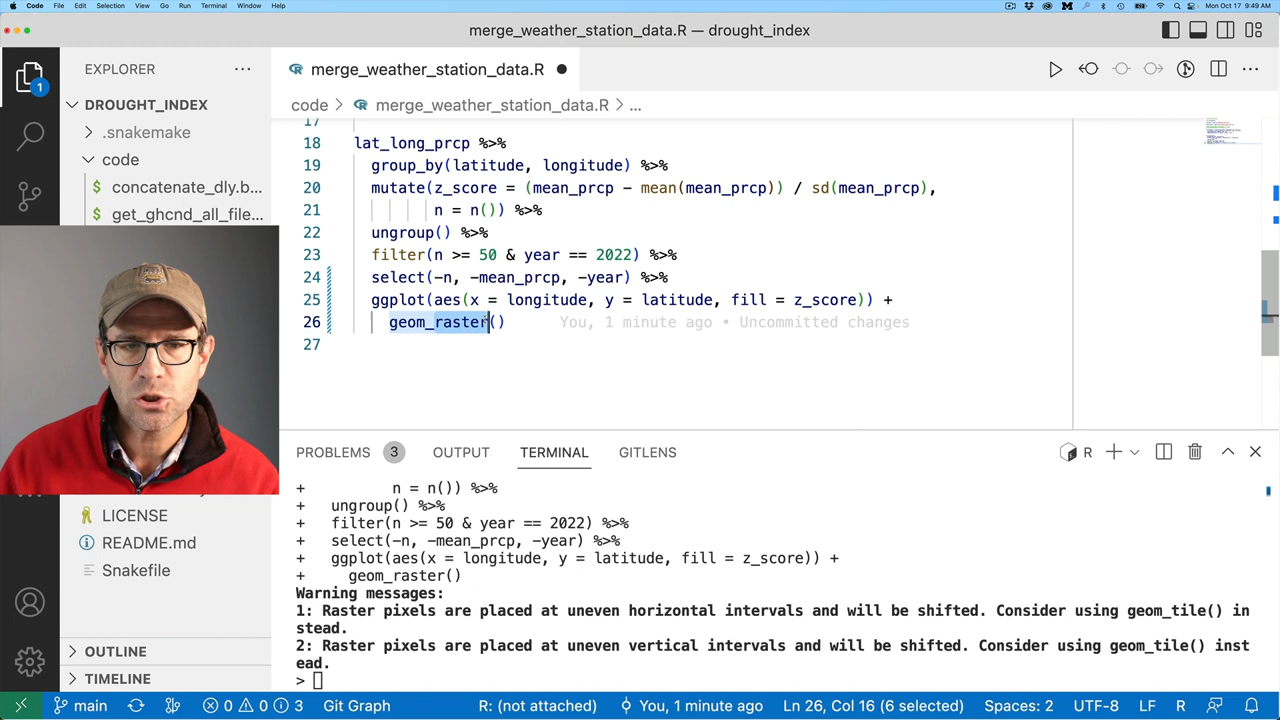 Code File Edit Selection View Go Run Terminal Window Help Mon Oct 17 9:49 AM
merge_weather_station_data.R — drought_index
EXPLORER
merge_weather_station_data.R
1
DROUGHT_INDEX
code > merge_weather_station_data.R > ...
.snakemake
code
concatenate_dly.b...
get_ghcnd_all_file...
LICENSE
README.md
Snakefile
OUTLINE
TIMELINE
17
18 lat_long_prcp %>%
19 group_by(latitude, longitude) %>%
20 mutate(z_score = (mean_prcp - mean(mean_prcp)) / sd(mean_prcp),
21 n = n()) %>%
22 ungroup() %>%
23 filter(n >= 50 & year == 2022) %>%
24 select(-n, -mean_prcp, -year) %>%
25 ggplot(aes(x = longitude, y = latitude, fill = z_score)) +
26 geom_raster() You, 1 minute ago • Uncommitted changes
27
PROBLEMS 3 OUTPUT TERMINAL GITLENS R
+ n = n()) %>%
+ ungroup() %>%
+ filter(n >= 50 & year == 2022) %>%
+ select(-n, -mean_prcp, -year) %>%
+ ggplot(aes(x = longitude, y = latitude, fill = z_score)) +
+ geom_raster()
Warning messages:
1: Raster pixels are placed at uneven horizontal intervals and will be shifted. Consider using geom_tile() in
stead.
2: Raster pixels are placed at uneven vertical intervals and will be shifted. Consider using geom_tile() inst
ead.
>
main 0 0 3 Git Graph R: (not attached) You, 1 minute ago Ln 26, Col 16 (6 selected) Spaces: 2 UTF-8 LF R